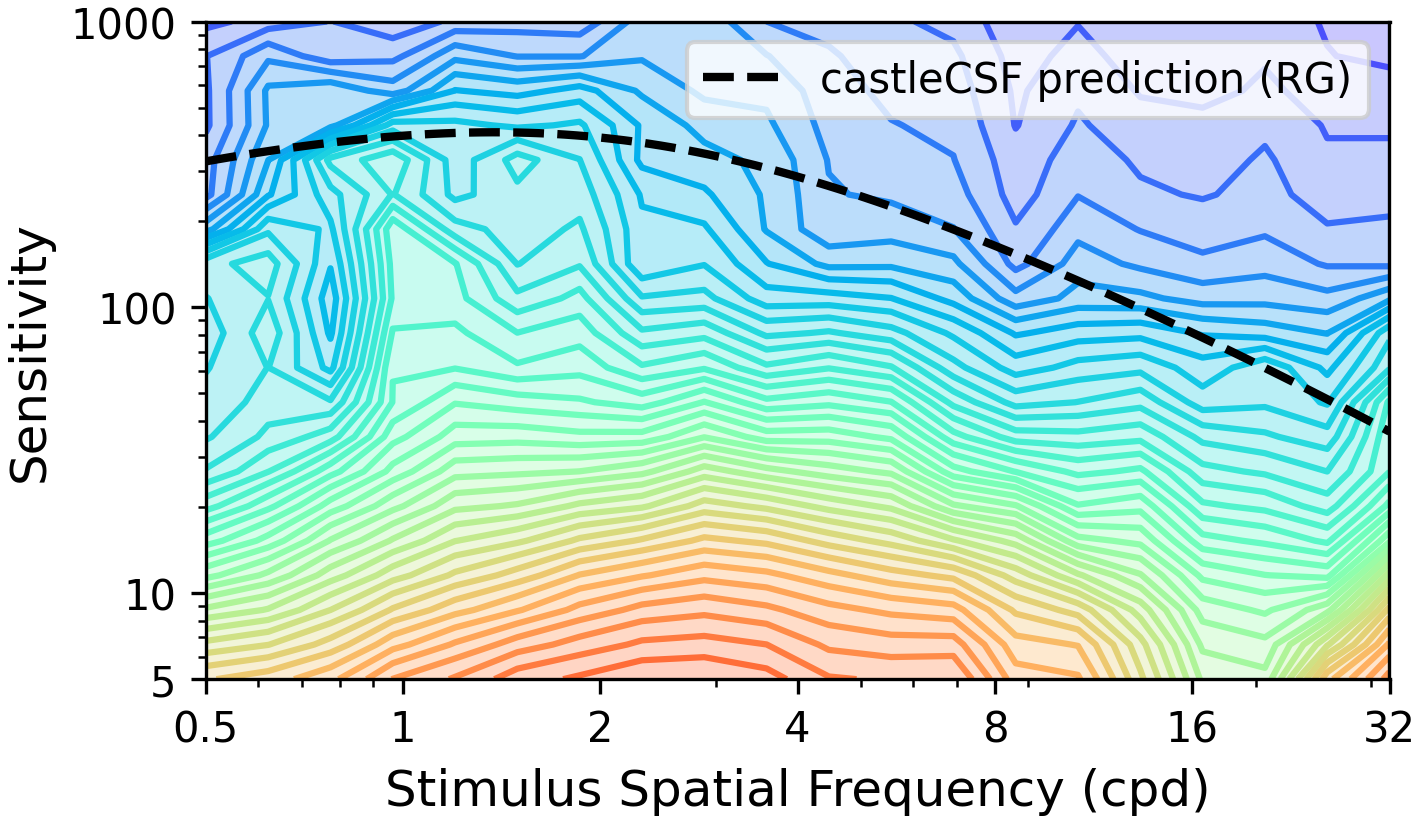 1000
100
10
5
Sensitivity
castleCSF prediction (RG)
0.5 1 2 4 8 16 32
Stimulus Spatial Frequency (cpd)